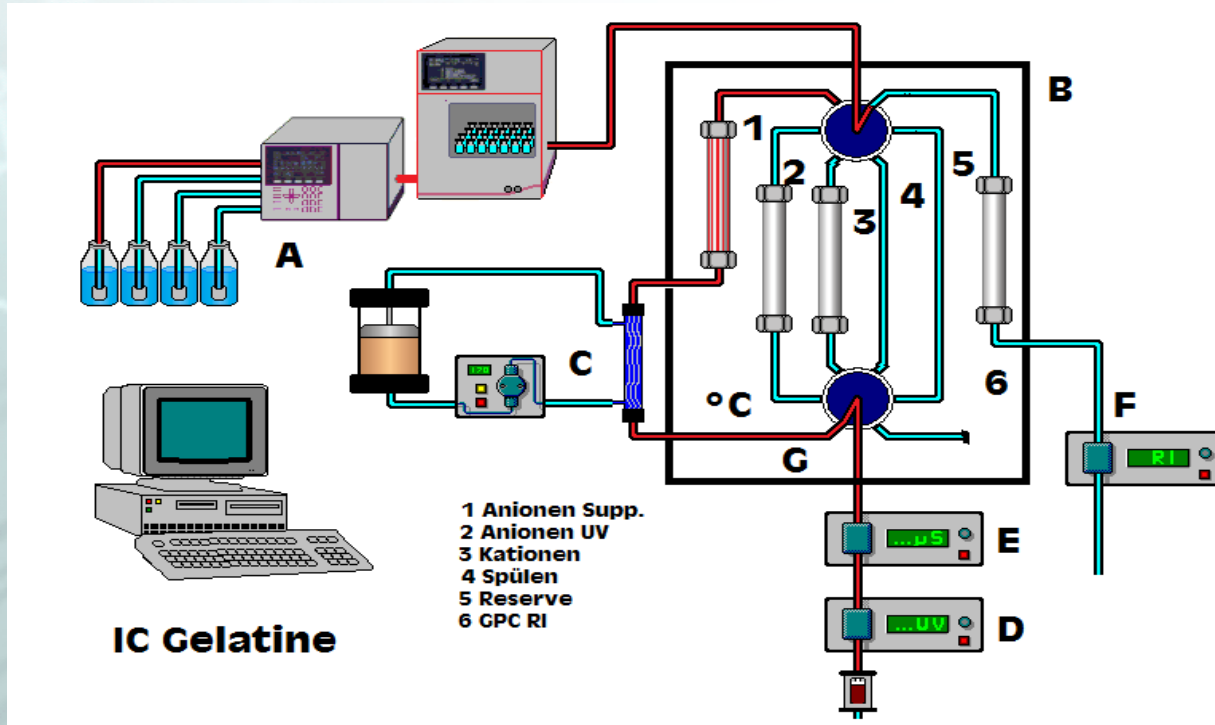 B
1
5
2
4
3
A
C
6
°C
F
RI
G
170
1 Anionen Supp.
2 Anionen UV
3 Kationen
4 Spülen
5 Reserve
6 GPC RI
...µS
E
...UV
D
IC Gelatine